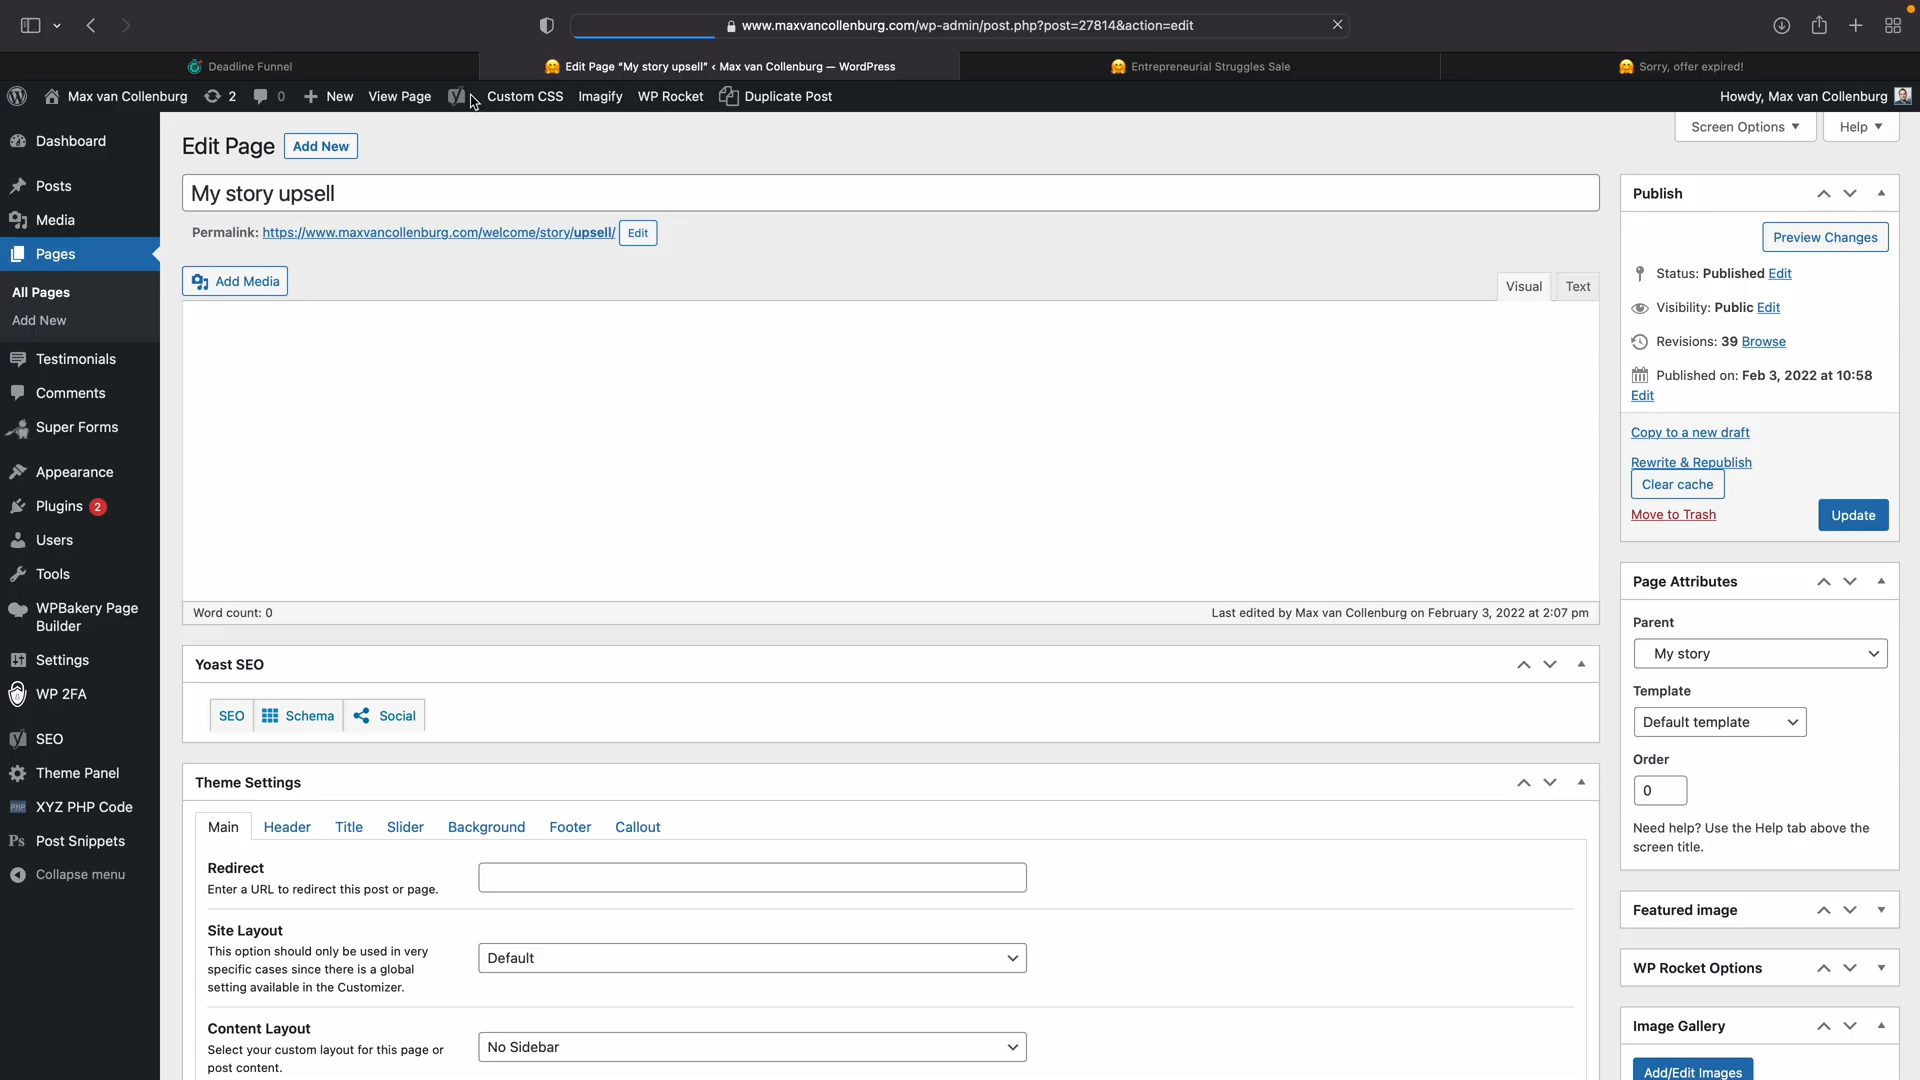 www.maxvancollenburg.com/wp-admin/post.php?post=27814&action=edit
Deadline Funnel
Edit Page "My story upsell" ‹ Max van Collenburg — WordPress
Entrepreneurial Struggles Sale
Sorry, offer expired!
Max van Collenburg
2
0
New
View Page
Custom CSS
Imagify
WP Rocket
Duplicate Post
Howdy, Max van Collenburg
Dashboard
Posts
Media
Pages
All Pages
Add New
Testimonials
Comments
Super Forms
Appearance
Plugins 2
Users
Tools
WPBakery Page
Builder
Settings
WP 2FA
SEO
Theme Panel
PHP XYZ PHP Code
Ps Post Snippets
Collapse menu
Screen Options
Help
Edit Page
Add New
My story upsell
Permalink: https://www.maxvancollenburg.com/welcome/story/upsell/ Edit
Add Media
Visual
Text
Word count: 0
Last edited by Max van Collenburg on February 3, 2022 at 2:07 pm
Yoast SEO
SEO
Schema
Social
Theme Settings
Main
Header
Title
Slider
Background
Footer
Callout
Redirect
Enter a URL to redirect this post or page.
Site Layout
This option should only be used in very
specific cases since there is a global
setting available in the Customizer.
Default
Content Layout
Select your custom layout for this page or
post content.
No Sidebar
Publish
Preview Changes
Status: Published Edit
Visibility: Public Edit
Revisions: 39 Browse
Published on: Feb 3, 2022 at 10:58
Edit
Copy to a new draft
Rewrite & Republish
Clear cache
Move to Trash
Update
Page Attributes
Parent
My story
Template
Default template
Order
0
Need help? Use the Help tab above the
screen title.
Featured image
WP Rocket Options
Image Gallery
Add/Edit Images